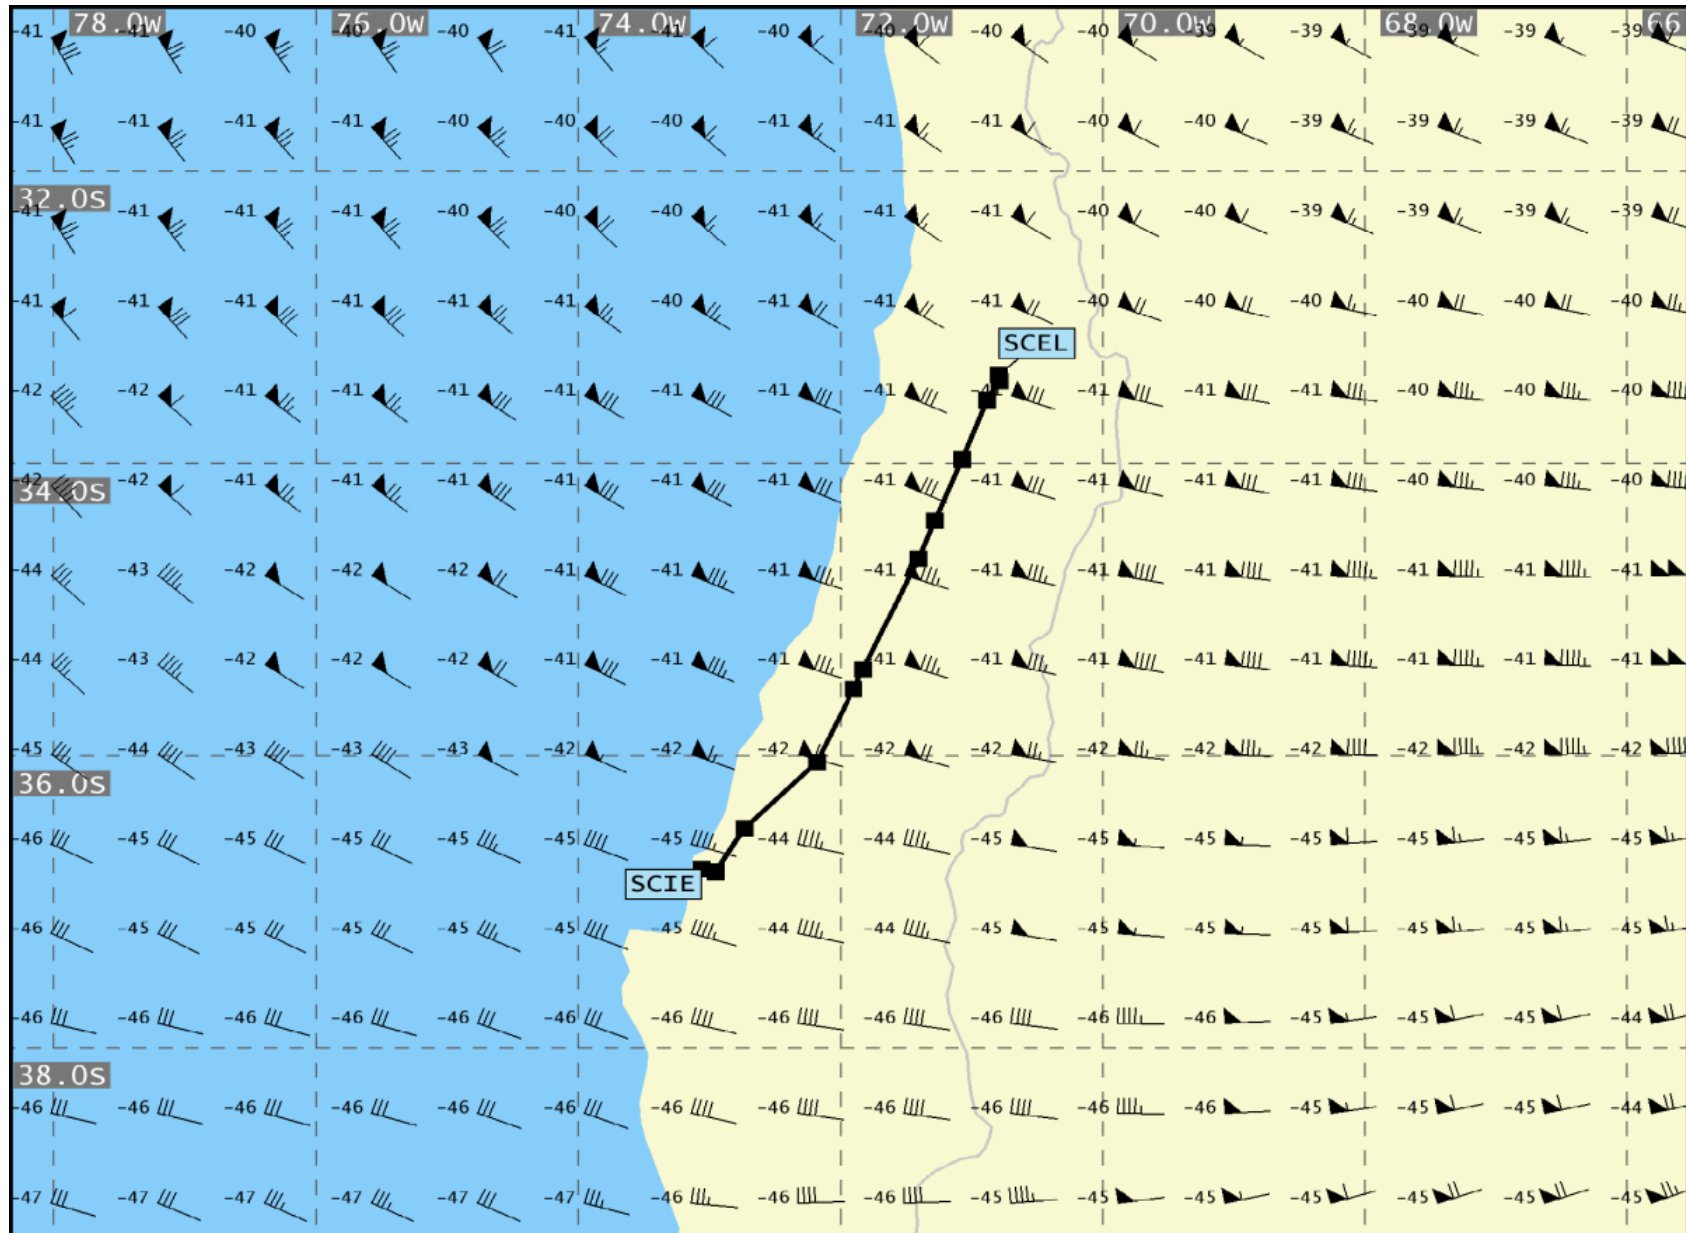 78.0W 76.0W 74.0W 72.0W 70.0W 68.0W 66
-41 -41 -40 -40 -40 -41 -41 -40 -40 -40 -40 -39 -39 -39 -39 -39
-41 -41 -41 -41 -40 -40 -40 -41 -41 -41 -40 -40 -39 -39 -39 -39
32.0S
-41 -41 -41 -41 -40 -40 -40 -41 -41 -41 -40 -40 -39 -39 -39 -39
-41 -41 -41 -41 -41 -41 -40 -41 -41 -41 -40 -40 -40 -40 -40 -40
SCEL
-42 -42 -41 -41 -41 -41 -41 -41 -41 -41 -41 -41 -41 -40 -40 -40
-42 -42 -41 -41 -41 -41 -41 -41 -41 -41 -41 -41 -41 -40 -40 -40
34.0S
-44 -43 -42 -42 -42 -41 -41 -41 -41 -41 -41 -41 -41 -41 -41 -41
-44 -43 -42 -42 -42 -41 -41 -41 -41 -41 -41 -41 -41 -41 -41 -41
-45 -44 -43 -43 -43 -42 -42 -42 -42 -42 -42 -42 -42 -42 -42 -42
36.0S
-46 -45 -45 -45 -45 -45 -45 -44 -44 -45 -45 -45 -45 -45 -45 -45
SCIE
-46 -45 -45 -45 -45 -45 -45 -44 -44 -45 -45 -45 -45 -45 -45 -45
-46 -46 -46 -46 -46 -46 -46 -46 -46 -46 -46 -46 -45 -45 -45 -44
38.0S
-46 -46 -46 -46 -46 -46 -46 -46 -46 -46 -46 -46 -45 -45 -45 -44
-47 -47 -47 -47 -47 -47 -46 -46 -46 -45 -45 -45 -45 -45 -45 -45